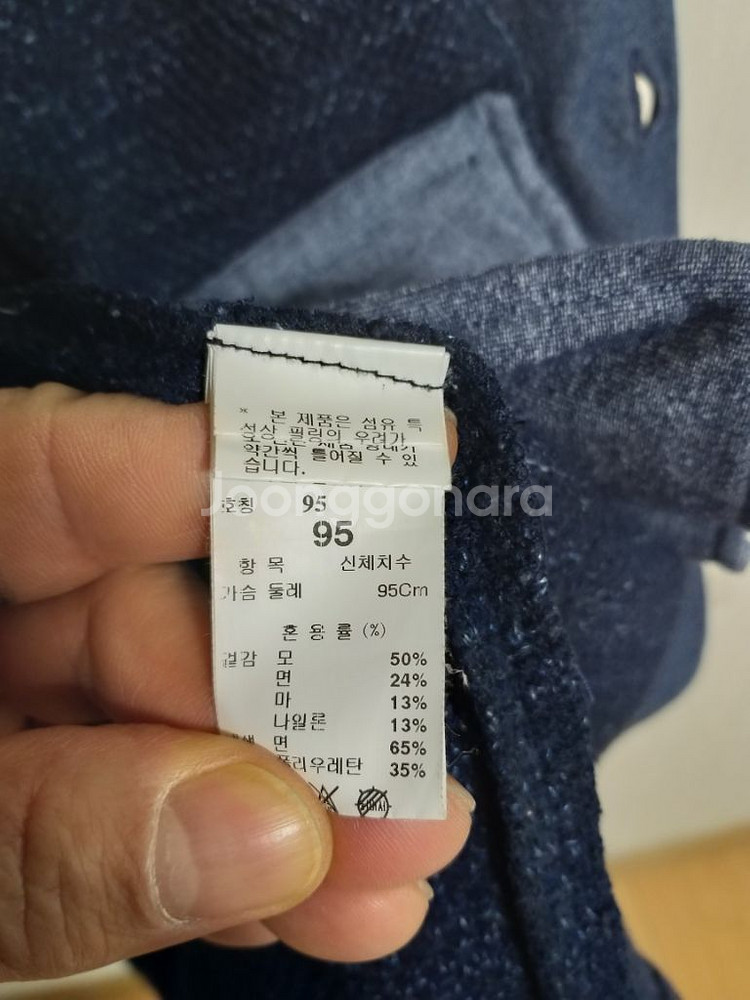 * 본 제품은 섬유 특
성상 필링의 우려가
약간씩 틀어질 수 있
습니다.
Joonggonara
호칭 95
95
항 목 신체치수
가슴 둘레 95Cm
혼 용 률 (%)
겉감 모 50%
면 24%
마 13%
나일론 13%
면 65%
폴리우레탄 35%